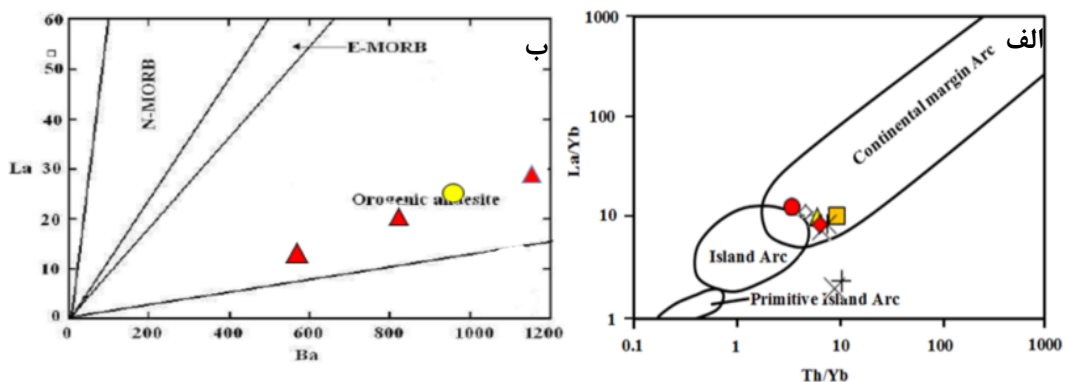 ب
60
50
40
30
20
10
0
La
N-MORB
E-MORB
Orogenic andesite
0 200 400 600 800 1000 1200
Ba
الف
1000
100
10
1
La/Yb
Continental margin Arc
Island Arc
Primitive Island Arc
0.1 1 10 100 1000
Th/Yb